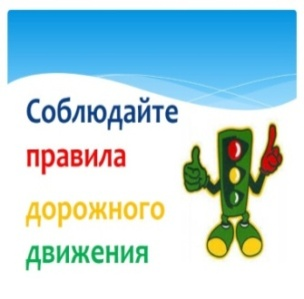 Соблюдайте
правила
дорожного
движения